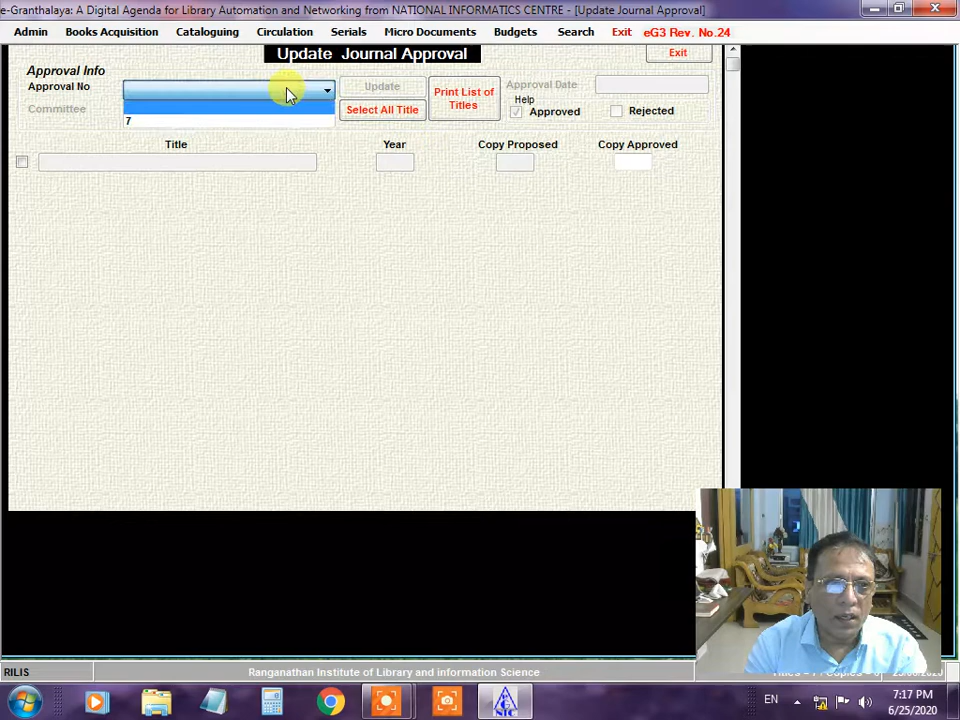 e-Granthalaya: A Digital Agenda for Library Automation and Networking from NATIONAL INFORMATICS CENTRE - [Update Journal Approval]
Admin Books Acquisition Cataloguing Circulation Serials Micro Documents Budgets Search Exit eG3 Rev. No.24
Update Journal Approval
Exit
Approval Info
Approval No
Update
Print List of Titles
Approval Date
Help
Committee
Select All Title
Approved
Rejected
7
Title Year Copy Proposed Copy Approved
RILIS
Ranganathan Institute of Library and information Science
NIC
EN
7:17 PM
6/25/2020